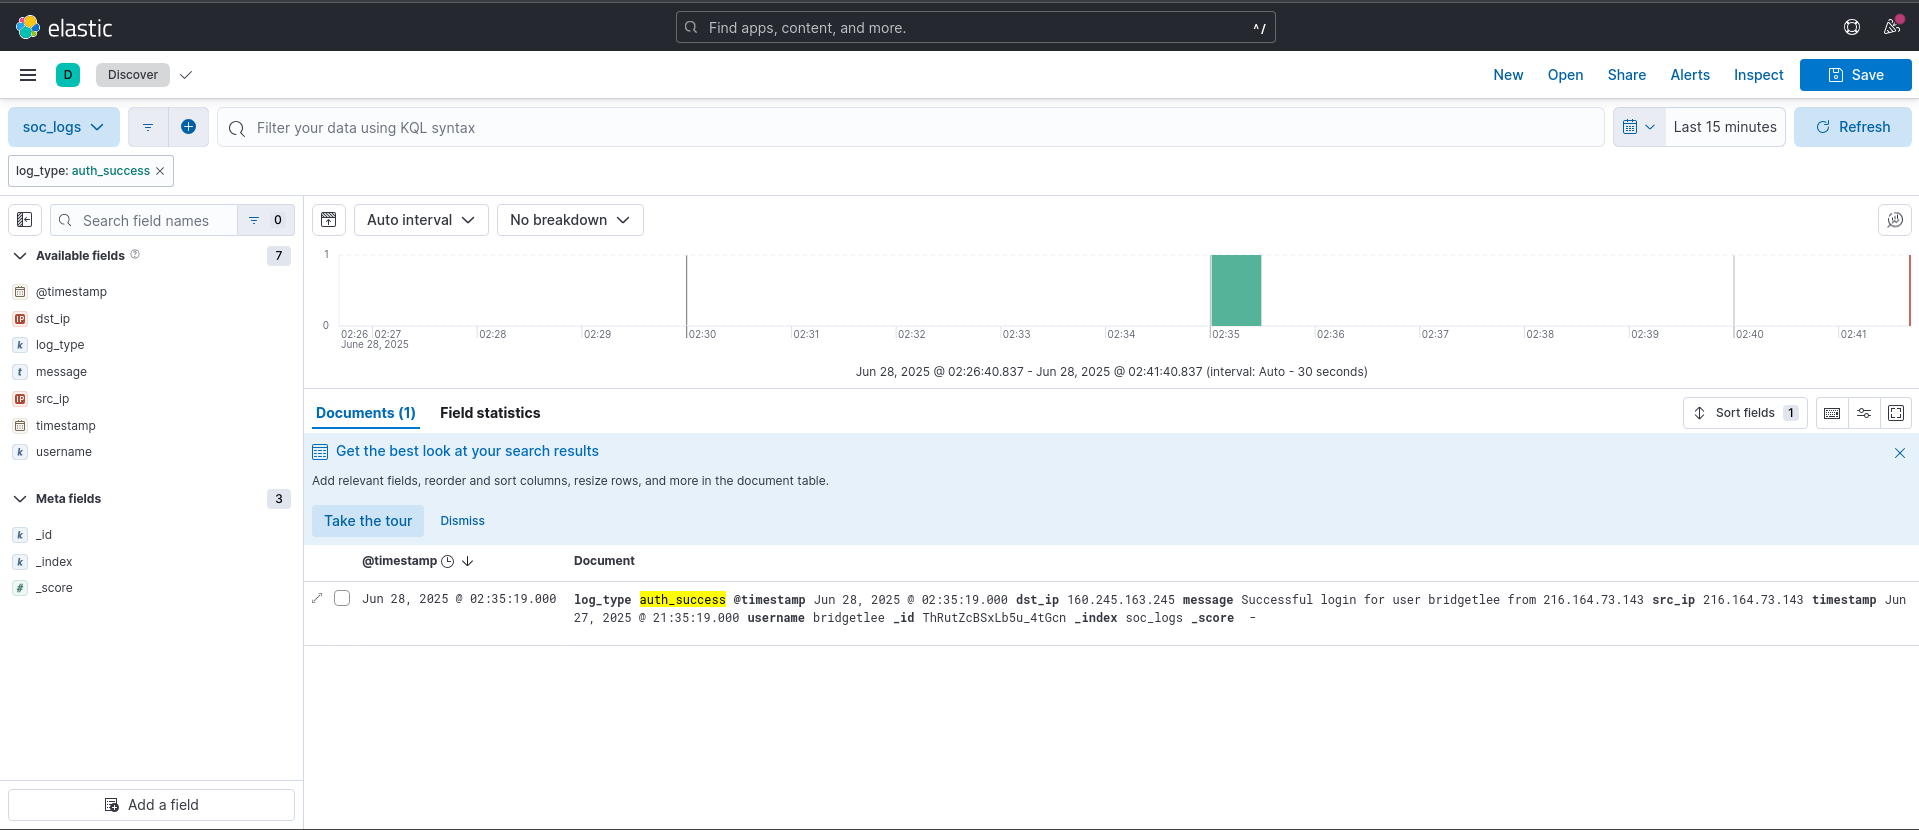 elastic
Find apps, content, and more.
^/
D
Discover
New
Open
Share
Alerts
Inspect
Save
soc_logs
Filter your data using KQL syntax
Last 15 minutes
Refresh
log_type: auth_success
Search field names
0
Auto interval
No breakdown
Available fields
7
@timestamp
dst_ip
log_type
message
src_ip
timestamp
username
Meta fields
3
_id
_index
_score
Add a field
1
0
02:26 02:27 02:28 02:29 02:30 02:31 02:32 02:33 02:34 02:35 02:36 02:37 02:38 02:39 02:40 02:41
June 28, 2025
Jun 28, 2025 @ 02:26:40.837 - Jun 28, 2025 @ 02:41:40.837 (interval: Auto - 30 seconds)
Documents (1)
Field statistics
Sort fields 1
Get the best look at your search results
Add relevant fields, reorder and sort columns, resize rows, and more in the document table.
Take the tour
Dismiss
@timestamp
Document
Jun 28, 2025 @ 02:35:19.000
log_type auth_success @timestamp Jun 28, 2025 @ 02:35:19.000 dst_ip 160.245.163.245 message Successful login for user bridgetlee from 216.164.73.143 src_ip 216.164.73.143 timestamp Jun
27, 2025 @ 21:35:19.000 username bridgetlee _id ThRutZcBSxLb5u_4tGcn _index soc_logs _score -